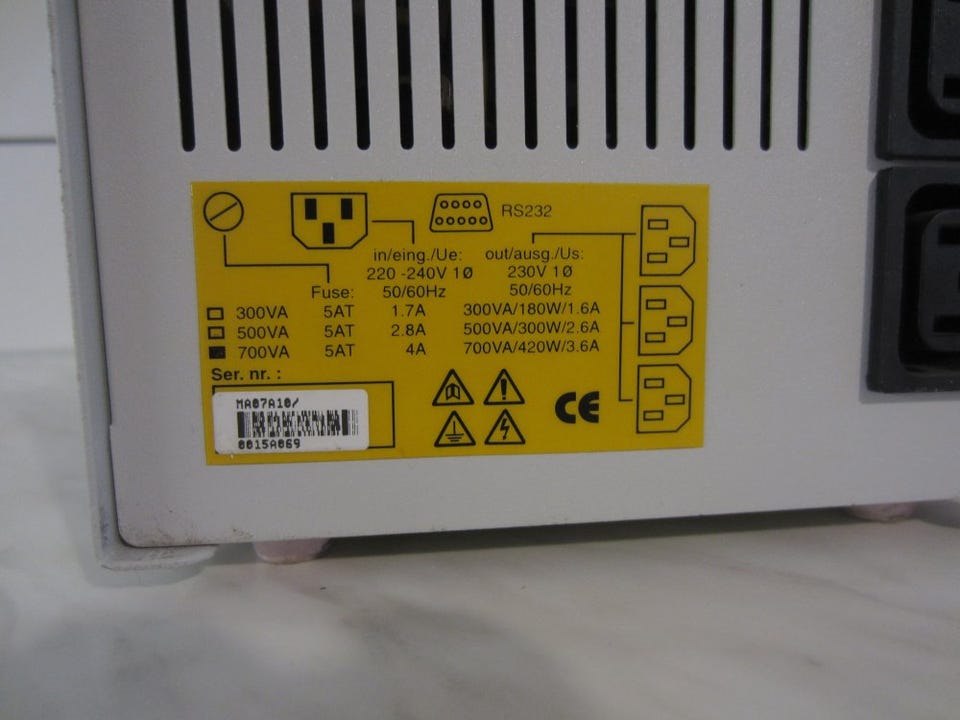 RS232
in/eing./Ue: out/ausg./Us:
220 -240V 1Ø 230V 1Ø
Fuse: 50/60Hz 50/60Hz
300VA 5AT 1.7A 300VA/180W/1.6A
500VA 5AT 2.8A 500VA/300W/2.6A
700VA 5AT 4A 700VA/420W/3.6A
Ser. nr. :
MA07A10/
0015A069
CE